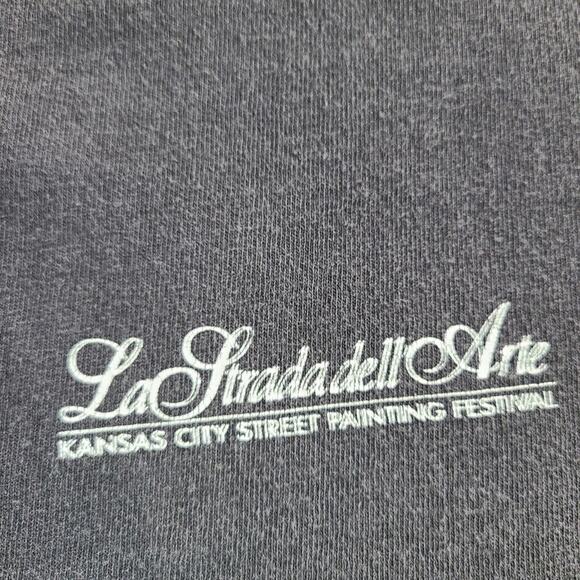 La Strada dell'Arte
KANSAS CITY STREET PAINTING FESTIVAL